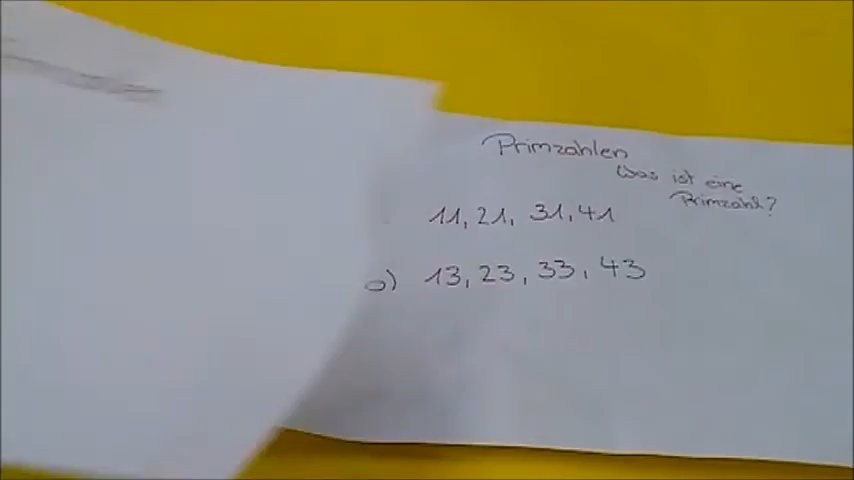 Primzahlen
Was ist eine
Primzahl?
11, 21, 31, 41
a) 13, 23, 33, 43